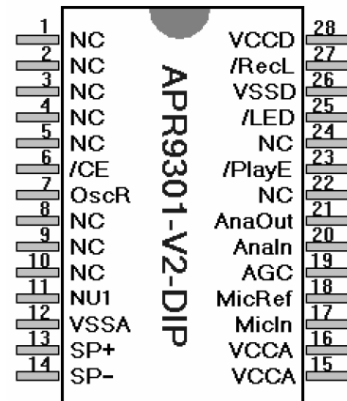 1 NC VCCD 28
2 NC /RecL 27
3 NC VSSD 26
4 NC /LED 25
5 NC NC 24
6 /CE /PlayE 23
7 OscR NC 22
8 NC AnaOut 21
9 NC AnaIn 20
10 NC AGC 19
11 NU1 MicRef 18
12 VSSA MicIn 17
13 SP+ VCCA 16
14 SP- VCCA 15
APR9301-V2-DIP